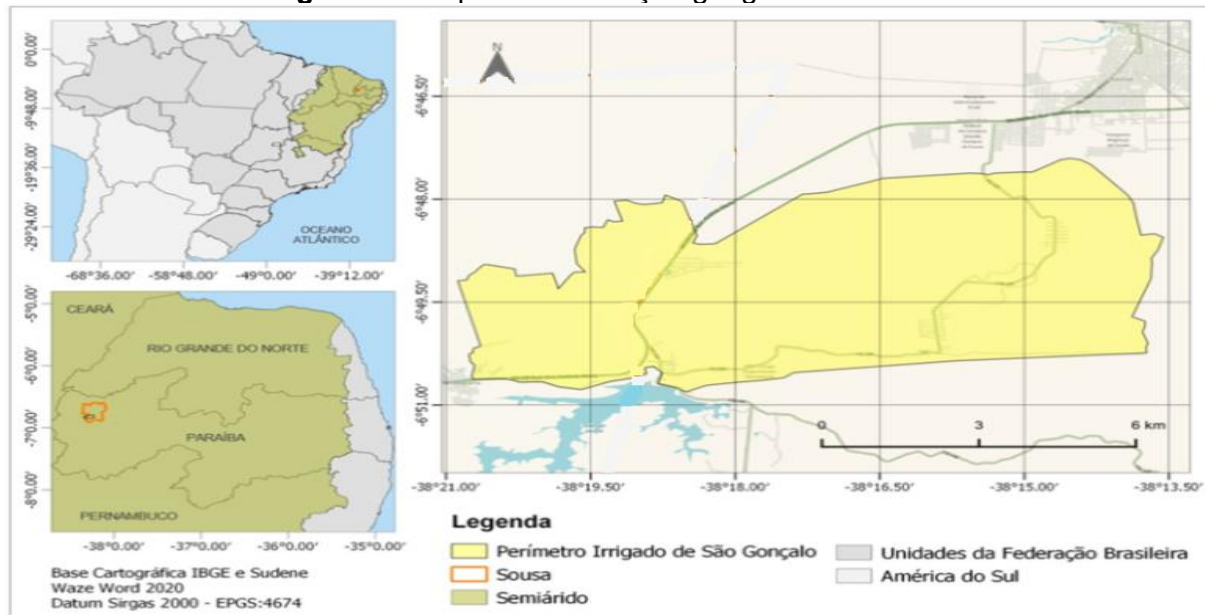 0°0.00'
-9°48.00'
-19°36.00'
-29°24.00'
OCEANO
ATLÂNTICO
-68°36.00' -58°48.00' -49°0.00' -39°12.00'
CEARÁ
RIO GRANDE DO NORTE
PARAÍBA
PERNAMBUCO
-5°0.00'
-6°0.00'
-7°0.00'
-8°0.00'
-38°0.00' -37°0.00' -36°0.00' -35°0.00'
Base Cartográfica IBGE e Sudene
Waze Word 2020
Datum Sirgas 2000 - EPGS:4674
N
-6°46.50'
-6°48.00'
-6°49.50'
-6°51.00'
0 3 6 km
-38°21.00' -38°19.50' -38°18.00' -38°16.50' -38°15.00' -38°13.50'
Legenda
Perímetro Irrigado de São Gonçalo
Sousa
Semiárido
Unidades da Federação Brasileira
América do Sul